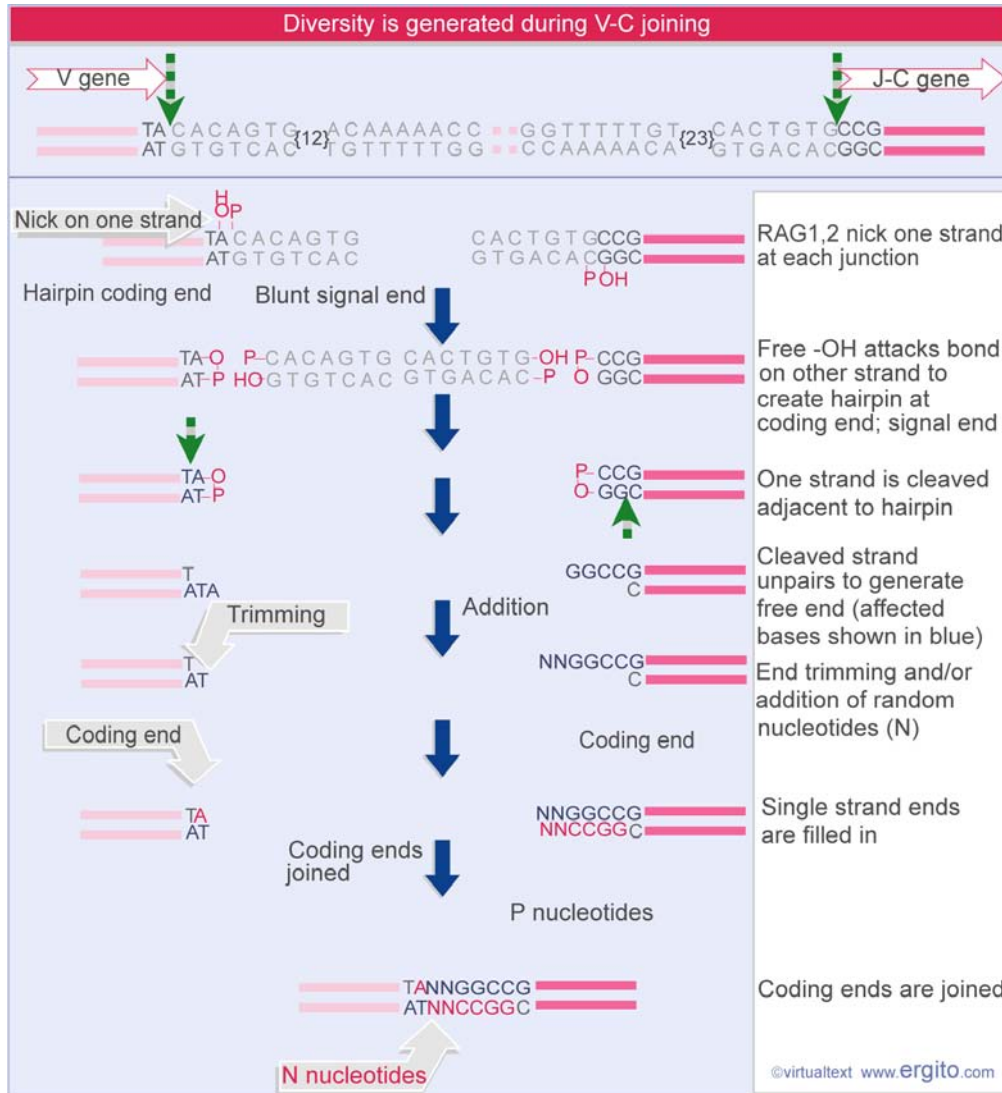 Diversity is generated during V-C joining
V gene
J-C gene
TACACAGTG{12}ACAAAAACC GGTTTTTGT{23}CACTGTGCCG
ATGTGTCAC TGTTTTTGG CCAAAAACA GTGACACGGC
H
OP
Nick on one strand
TACACAGTG CACTGTGCCG
ATGTGTCAC GTGACACGGC
P OH
RAG1,2 nick one strand
at each junction
Hairpin coding end
Blunt signal end
TA-O P-CACAGTG CACTGTG-OH P-CCG
AT-P HO GTGTCAC GTGACAC-P O GGC
Free -OH attacks bond
on other strand to
create hairpin at
coding end; signal end
TA-O P-CCG
AT-P O-GGC
One strand is cleaved
adjacent to hairpin
T GGCCG
ATA C
Cleaved strand
unpairs to generate
free end (affected
bases shown in blue)
Trimming
Addition
T NNGGCCG
AT C
End trimming and/or
addition of random
nucleotides (N)
Coding end
Coding end
TA NNGGCCG
AT NNCCGGC
Single strand ends
are filled in
Coding ends
joined
P nucleotides
TANNGGCCG
ATNNCCGGC
Coding ends are joined
N nucleotides
©virtualtext www.ergito.com